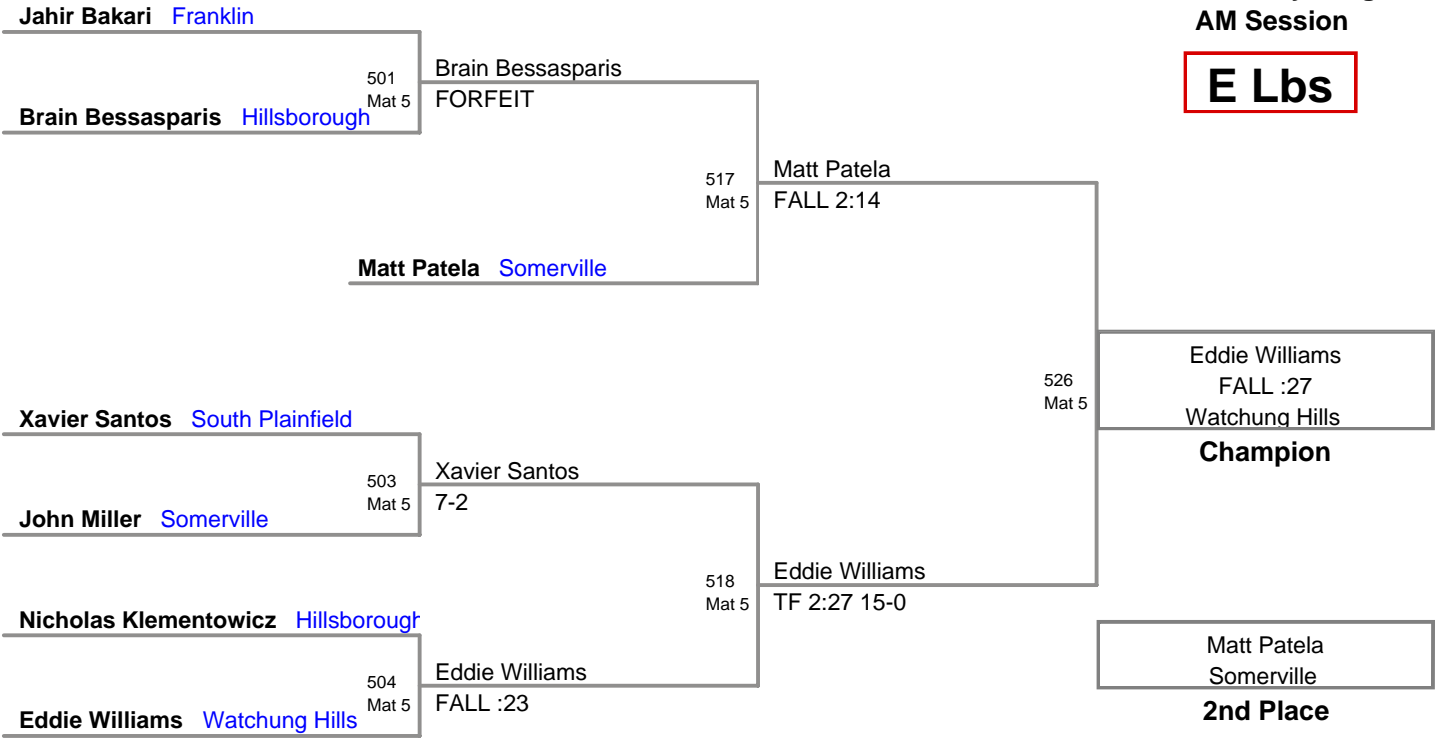 Jahir Bakari Franklin
AM Session
E Lbs
501
Mat 5
Brain Bessasparis
FORFEIT
Brain Bessasparis Hillsborough
517
Mat 5
Matt Patela
FALL 2:14
Matt Patela Somerville
526
Mat 5
Eddie Williams
FALL :27
Watchung Hills
Champion
Xavier Santos South Plainfield
503
Mat 5
Xavier Santos
7-2
John Miller Somerville
518
Mat 5
Eddie Williams
TF 2:27 15-0
Nicholas Klementowicz Hillsborough
504
Mat 5
Eddie Williams
FALL :23
Eddie Williams Watchung Hills
Matt Patela
Somerville
2nd Place